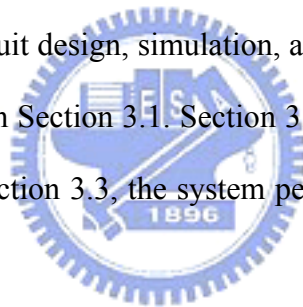 uit design, simulation, a
n Section 3.1. Section 3
ction 3.3, the system pe
1896